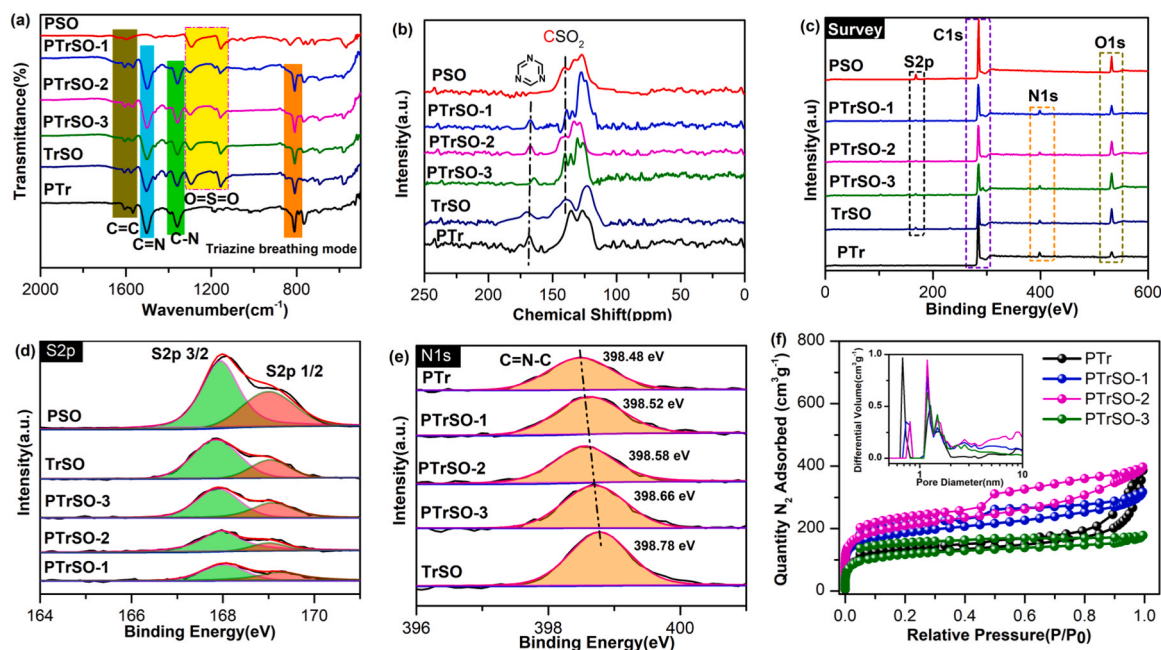 (a)
PSO
PTrSO-1
PTrSO-2
PTrSO-3
TrSO
PTr
C=C
C=N
C-N
O=S=O
Triazine breathing mode
Transmittance(%)
2000 1600 1200 800
Wavenumber(cm-1)
(b)
N N N
CSO2
PSO
PTrSO-1
PTrSO-2
PTrSO-3
TrSO
PTr
Intensity(a.u.)
250 200 150 100 50 0
Chemical Shift(ppm)
(c) Survey
C1s
S2p
N1s
O1s
PSO
PTrSO-1
PTrSO-2
PTrSO-3
TrSO
PTr
Intensity(a.u.)
0 200 400 600
Binding Energy(eV)
(d) S2p
S2p 3/2
S2p 1/2
PSO
TrSO
PTrSO-3
PTrSO-2
PTrSO-1
Intensity(a.u.)
164 166 168 170
Binding Energy(eV)
(e) N1s
C=N-C
PTr 398.48 eV
PTrSO-1 398.52 eV
PTrSO-2 398.58 eV
PTrSO-3 398.66 eV
TrSO 398.78 eV
Intensity(a.u.)
396 398 400
Binding Energy(eV)
(f)
PTr
PTrSO-1
PTrSO-2
PTrSO-3
Differential Volume(cm3g-1)
1.0
0.5
0.0
1 10
Pore Diameter(nm)
Quantity N2 Adsorbed (cm3g-1)
800
600
400
200
0
0.0 0.2 0.4 0.6 0.8 1.0
Relative Pressure(P/P0)